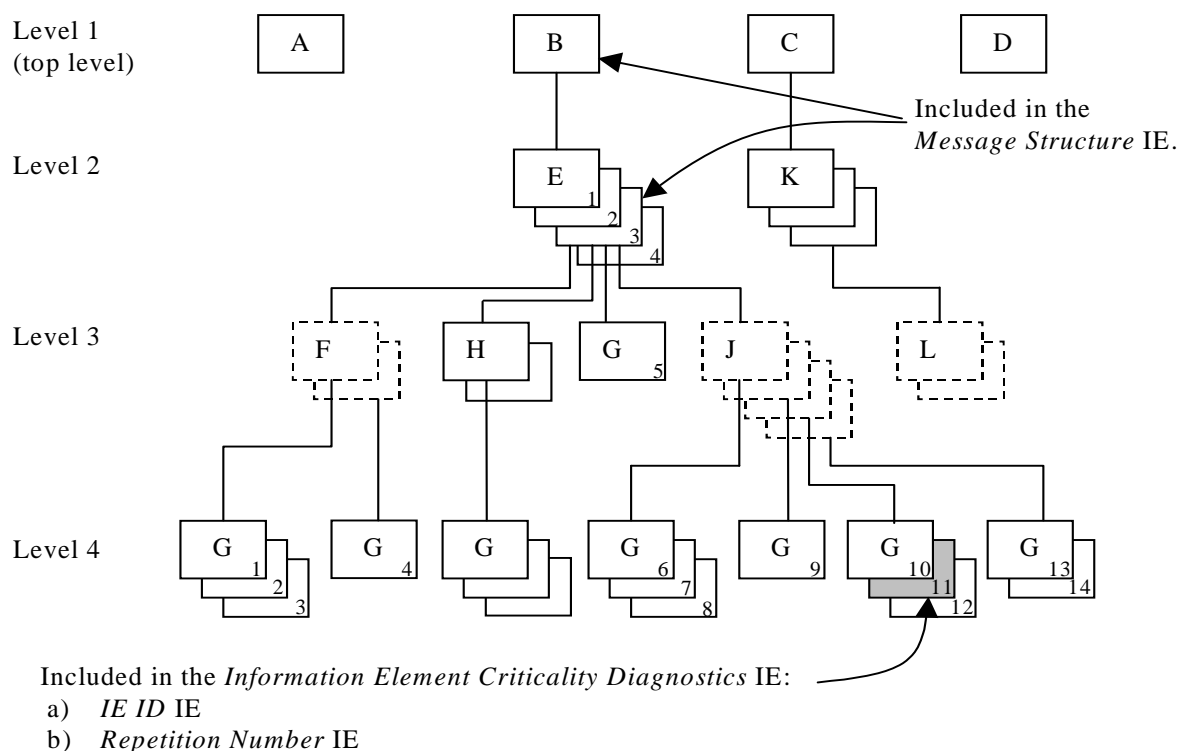 Level 1
(top level)
A
B
C
D
Included in the
Message Structure IE.
Level 2
E
1
2
3
4
K
Level 3
F
H
G
5
J
L
Level 4
G
1
2
3
G
4
G
G
6
7
8
G
9
G
10
11
12
G
13
14
Included in the Information Element Criticality Diagnostics IE:
a) IE ID IE
b) Repetition Number IE